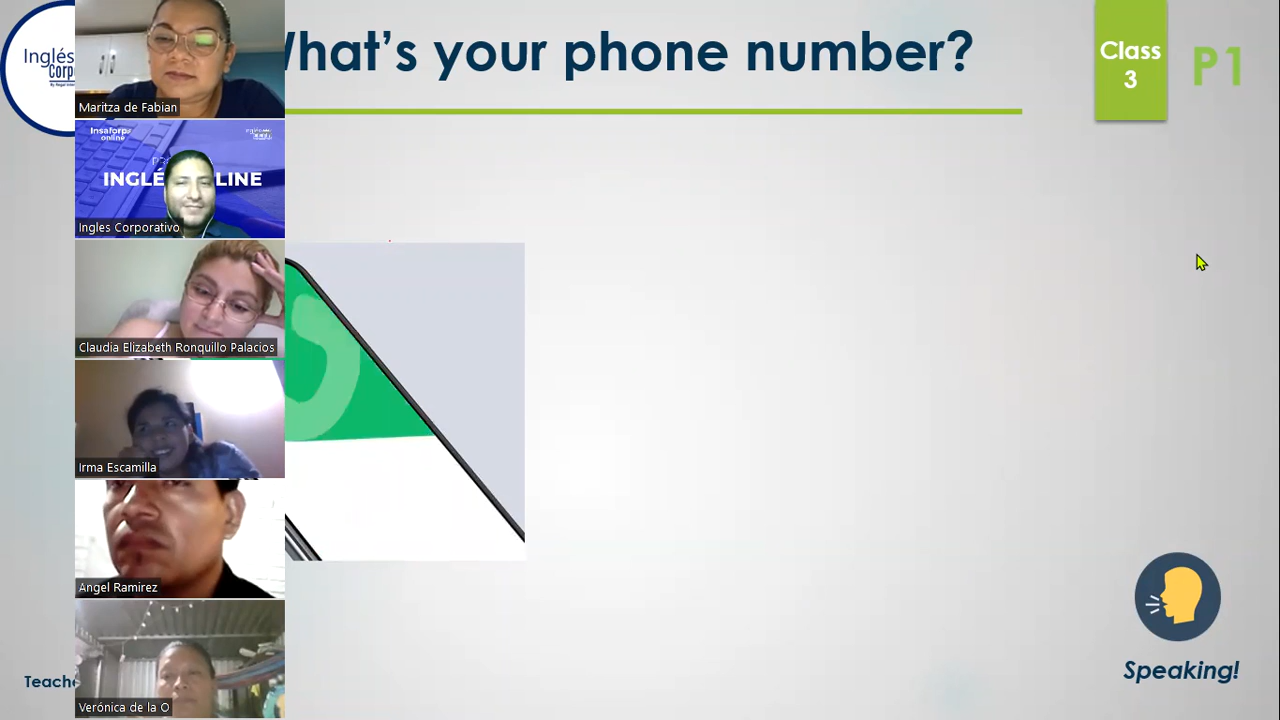 What's your phone number?
Class
3
P1
Inglés
Corp
Maritza de Fabian
Insaforp
online
INGLÉ LINE
Ingles Corporativo
Claudia Elizabeth Ronquillo Palacios
Irma Escamilla
Angel Ramirez
Verónica de la O
Teache
Speaking!